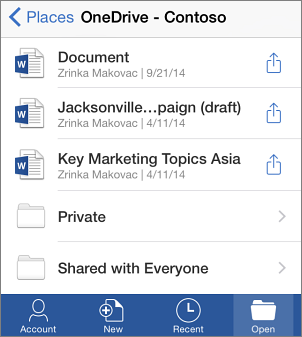 Places OneDrive - Contoso
Document
Zrinka Makovac | 9/21/14
Jacksonville...paign (draft)
Zrinka Makovac | 4/11/14
Key Marketing Topics Asia
Zrinka Makovac | 4/11/14
Private
Shared with Everyone
Account New Recent Open